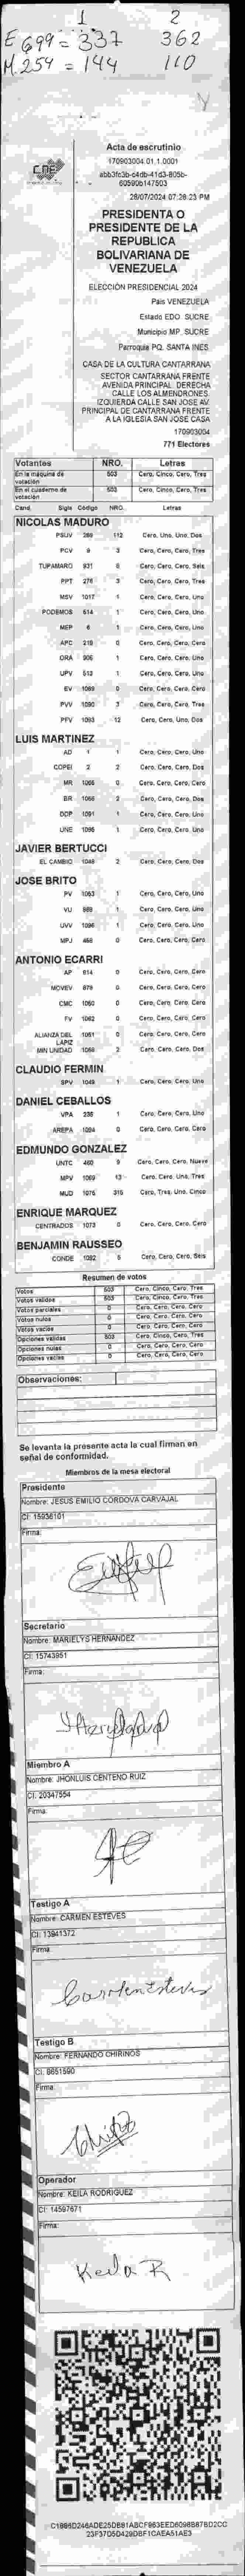 1 2
E 699 = 337 362
M. 254 = 144 110
CNE
Acta de escrutinio
170903004.01.1.0001
28/07/2024 07:26:23 PM
PRESIDENTA O
PRESIDENTE DE LA
REPUBLICA
BOLIVARIANA DE
VENEZUELA
ELECCIÓN PRESIDENCIAL 2024
Pais VENEZUELA
Estado EDO. SUCRE
Municipio MP. SUCRE
Parroquia PQ. SANTA INES
CASA DE LA CULTURA CANTARRANA
SECTOR CANTARRANA FRENTE
AVENIDA PRINCIPAL. DERECHA
CALLE LOS ALMENDRONES.
IZQUIERDA CALLE SAN JOSE AV.
PRINCIPAL DE CANTARRANA FRENTE
A LA IGLESIA SAN JOSE CASA
170903004
771 Electores
Votantes NRO. Letras
En la máquina de votación 503 Cero, Cinco, Cero, Tres
En el cuaderno de votación 503 Cero, Cinco, Cero, Tres
Cand. Sigla Código NRO. Letras
NICOLAS MADURO
PSUV 112 Cero, Uno, Uno, Dos
PCV 3 Cero, Cero, Cero, Tres
TUPAMARO 931 6 Cero, Cero, Cero, Seis
PPT 276 3 Cero, Cero, Cero, Tres
MSV 1017 1 Cero, Cero, Cero, Uno
PODEMOS 514 1 Cero, Cero, Cero, Uno
MEP 6 1 Cero, Cero, Cero, Uno
APC 218 0 Cero, Cero, Cero, Cero
ORA 906 1 Cero, Cero, Cero, Uno
UPV 512 1 Cero, Cero, Cero, Uno
EV 1089 0 Cero, Cero, Cero, Cero
PVV 1090 3 Cero, Cero, Cero, Tres
PFV 1093 12 Cero, Cero, Uno, Dos
LUIS MARTINEZ
AD 1 1 Cero, Cero, Cero, Uno
COPEI 2 2 Cero, Cero, Cero, Dos
MR 1065 0 Cero, Cero, Cero, Cero
BR 1066 2 Cero, Cero, Cero, Dos
DDP 1091 1 Cero, Cero, Cero, Uno
UNE 1095 1 Cero, Cero, Cero, Uno
JAVIER BERTUCCI
EL CAMBIO 1048 2 Cero, Cero, Cero, Dos
JOSE BRITO
PV 1063 1 Cero, Cero, Cero, Uno
VU 989 1 Cero, Cero, Cero, Uno
UVV 1096 1 Cero, Cero, Cero, Uno
MPJ 458 0 Cero, Cero, Cero, Cero
ANTONIO ECARRI
AP 814 0 Cero, Cero, Cero, Cero
MOVEV 879 0 Cero, Cero, Cero, Cero
CMC 1060 0 Cero, Cero, Cero, Cero
FV 1062 0 Cero, Cero, Cero, Cero
ALIANZA DEL LAPIZ 1051 0 Cero, Cero, Cero, Cero
MIN UNIDAD 1056 2 Cero, Cero, Cero, Dos
CLAUDIO FERMIN
SPV 1049 1 Cero, Cero, Cero, Uno
DANIEL CEBALLOS
VPA 238 1 Cero, Cero, Cero, Uno
AREPA 1094 0 Cero, Cero, Cero, Cero
EDMUNDO GONZALEZ
UNTC 460 9 Cero, Cero, Cero, Nueve
MPV 1069 13 Cero, Cero, Uno, Tres
MUD 1075 315 Cero, Tres, Uno, Cinco
ENRIQUE MARQUEZ
CENTRADOS 1073 0 Cero, Cero, Cero, Cero
BENJAMIN RAUSSEO
CONDE 1092 6 Cero, Cero, Cero, Seis
Resumen de votos
Votos 503 Cero, Cinco, Cero, Tres
Votos válidos 503 Cero, Cinco, Cero, Tres
Votos parciales 0 Cero, Cero, Cero, Cero
Votos nulos 0 Cero, Cero, Cero, Cero
Votos vacíos 0 Cero, Cero, Cero, Cero
Opciones válidas 503 Cero, Cinco, Cero, Tres
Opciones nulas 0 Cero, Cero, Cero, Cero
Opciones vacías 0 Cero, Cero, Cero, Cero
Observaciones:
Se levanta la presente acta la cual firman en
señal de conformidad.
Miembros de la mesa electoral
Presidente
Nombre: JESUS EMILIO CORDOVA CARVAJAL
CI: 15936101
Firma:
Secretario
Nombre: MARIELYS HERNANDEZ
CI: 15743951
Firma:
Miembro A
Nombre: JHONLUIS CENTENO RUIZ
CI: 20347554
Firma:
Testigo A
Nombre: CARMEN ESTEVES
CI: 13941372
Firma:
Carmen Esteves
Testigo B
Nombre: FERNANDO CHIRINOS
CI: 8651590
Firma:
Operador
Nombre: KEILA RODRIGUEZ
CI: 14597671
Firma:
Keila R